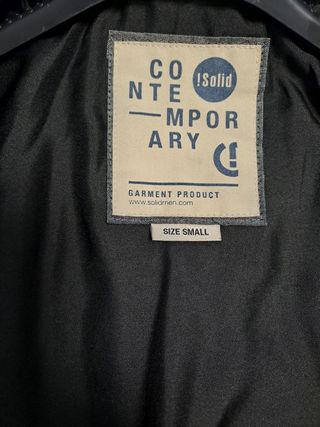 CO
!Solid
NTE
—MPOR
ARY
GARMENT PRODUCT
www.solidmen.com
SIZE SMALL